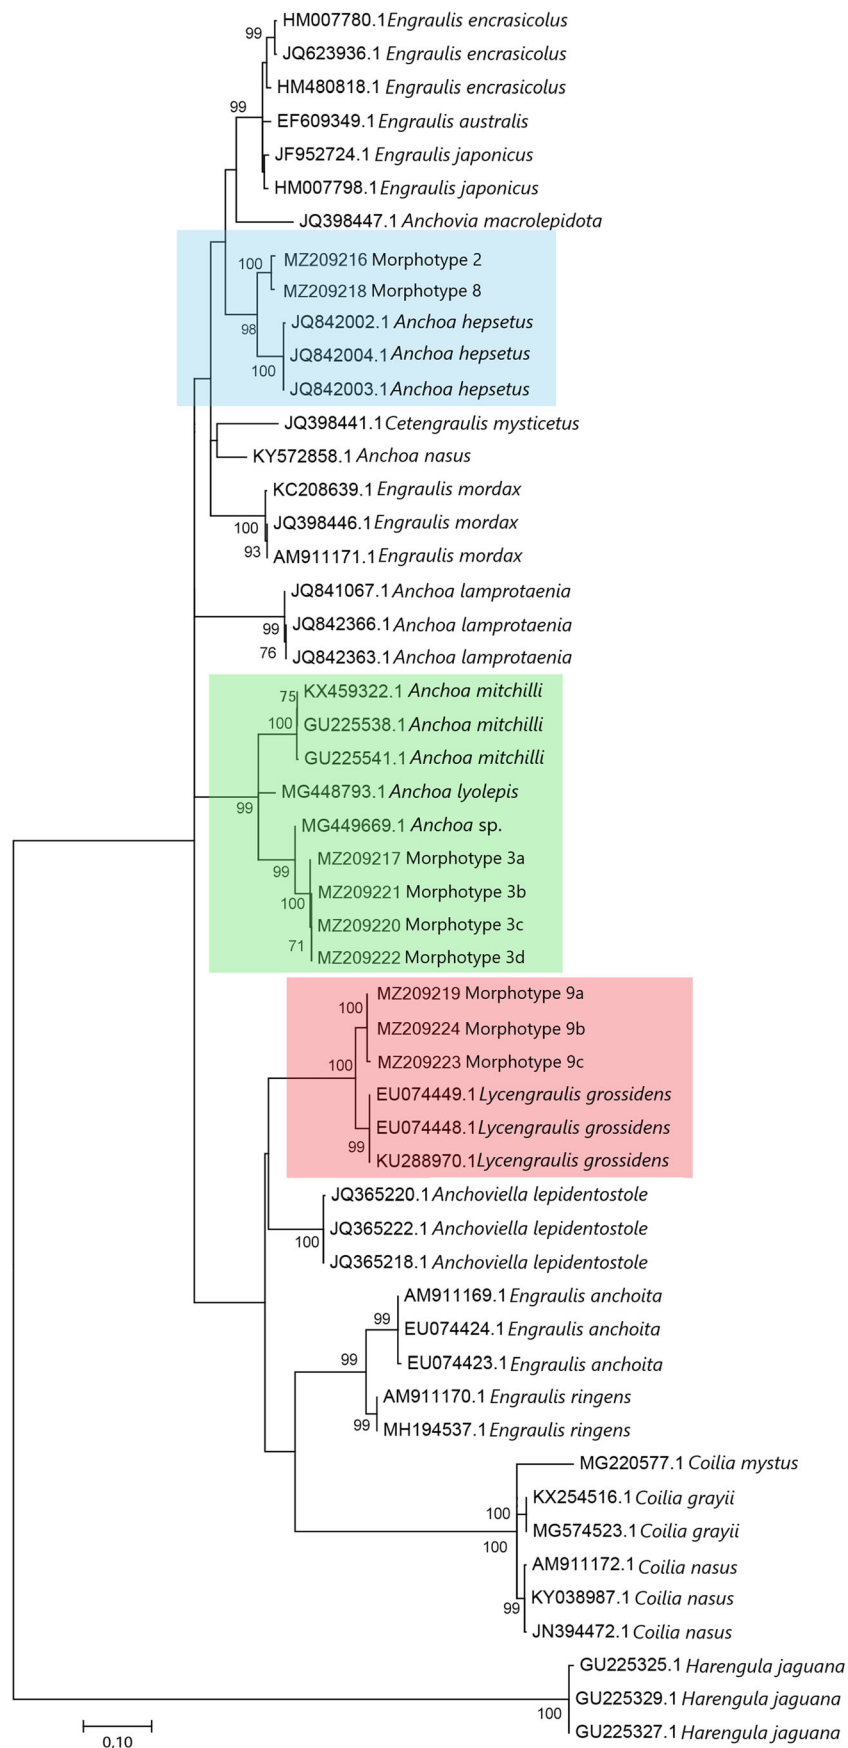 HM007780.1 Engraulis encrasicolus
99
JQ623936.1 Engraulis encrasicolus
HM480818.1 Engraulis encrasicolus
99
EF609349.1 Engraulis australis
JF952724.1 Engraulis japonicus
HM007798.1 Engraulis japonicus
JQ398447.1 Anchovia macrolepidota
100 MZ209216 Morphotype 2
MZ209218 Morphotype 8
98 JQ842002.1 Anchoa hepsetus
JQ842004.1 Anchoa hepsetus
100
JQ842003.1 Anchoa hepsetus
JQ398441.1 Cetengraulis mysticetus
KY572858.1 Anchoa nasus
KC208639.1 Engraulis mordax
100 JQ398446.1 Engraulis mordax
93 AM911171.1 Engraulis mordax
JQ841067.1 Anchoa lamprotaenia
99 JQ842366.1 Anchoa lamprotaenia
76 JQ842363.1 Anchoa lamprotaenia
75 KX459322.1 Anchoa mitchilli
100 GU225538.1 Anchoa mitchilli
GU225541.1 Anchoa mitchilli
MG448793.1 Anchoa lyolepis
99
MG449669.1 Anchoa sp.
MZ209217 Morphotype 3a
99
MZ209221 Morphotype 3b
100
MZ209220 Morphotype 3c
71
MZ209222 Morphotype 3d
MZ209219 Morphotype 9a
100
MZ209224 Morphotype 9b
100 MZ209223 Morphotype 9c
EU074449.1 Lycengraulis grossidens
EU074448.1 Lycengraulis grossidens
99
KU288970.1 Lycengraulis grossidens
JQ365220.1 Anchoviella lepidentostole
JQ365222.1 Anchoviella lepidentostole
100
JQ365218.1 Anchoviella lepidentostole
AM911169.1 Engraulis anchoita
99
EU074424.1 Engraulis anchoita
99 EU074423.1 Engraulis anchoita
AM911170.1 Engraulis ringens
99 MH194537.1 Engraulis ringens
MG220577.1 Coilia mystus
KX254516.1 Coilia grayii
100
MG574523.1 Coilia grayii
100
AM911172.1 Coilia nasus
KY038987.1 Coilia nasus
99
JN394472.1 Coilia nasus
GU225325.1 Harengula jaguana
GU225329.1 Harengula jaguana
100
GU225327.1 Harengula jaguana
0,10